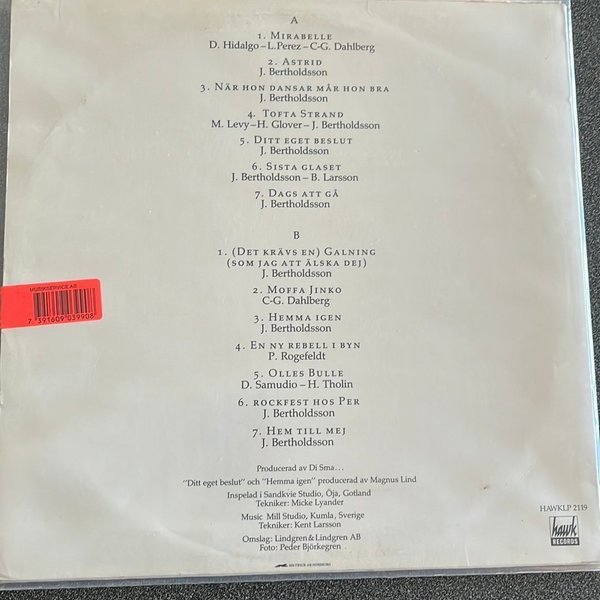 A
1. Mirabelle
D. Hidalgo – L.Perez – C-G. Dahlberg
2. Astrid
J. Bertholdsson
3. När hon dansar mår hon bra
J. Bertholdsson
4. Tofta Strand
M. Levy – H. Glover – J. Bertholdsson
5. Ditt eget beslut
J. Bertholdsson
6. Sista glaset
J. Bertholdsson – B. Larsson
7. Dags att gå
J. Bertholdsson
B
1. (Det krävs en) Galning
(som jag att älska dej)
J. Bertholdsson
2. Moffa Jinko
C-G. Dahlberg
3. Hemma igen
J. Bertholdsson
4. En ny rebell i byn
P. Rogefeldt
5. Olles Bulle
D. Samudio – H. Tholin
6. rockfest hos Per
J. Bertholdsson
7. Hem till mej
J. Bertholdsson
Producerad av Di Sma...
"Ditt eget beslut" och "Hemma igen" producerad av Magnus Lind
Inspelad i Sandkvie Studio, Öja, Gotland
Tekniker: Micke Lyander
Music Mill Studio, Kumla, Sverige
Tekniker: Kent Larsson
Omslag: Lindgren & Lindgren AB
Foto: Peder Björkegren
MUSIKSERVICE AB
7 391609 039908
HAWKLP 2119
hawk
RECORDS